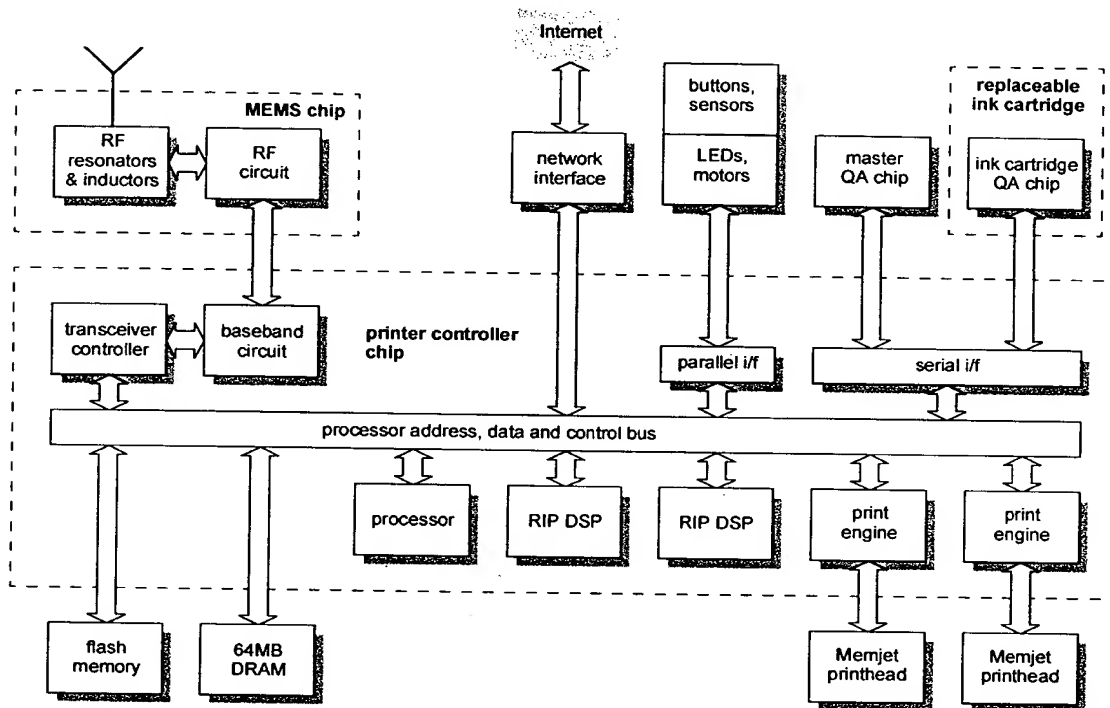 Internet
MEMS chip
RF
resonators
& inductors
RF
circuit
network
interface
buttons,
sensors
LEDs,
motors
master
QA chip
replaceable
ink cartridge
ink cartridge
QA chip
transceiver
controller
baseband
circuit
printer controller
chip
parallel i/f
serial i/f
processor address, data and control bus
processor
RIP DSP
RIP DSP
print
engine
print
engine
flash
memory
64MB
DRAM
Memjet
printhead
Memjet
printhead